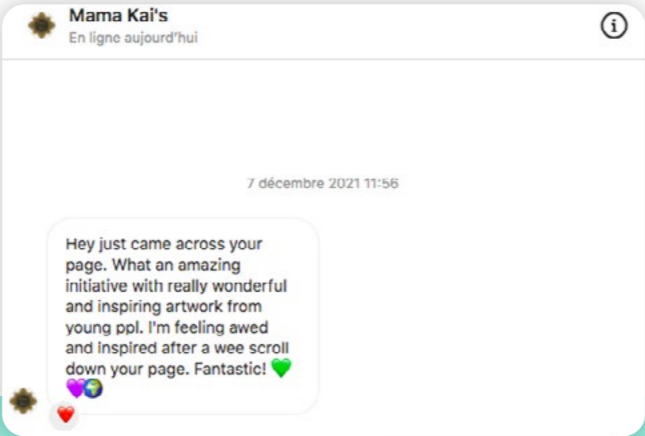 Mama Kai's
En ligne aujourd'hui
7 décembre 2021 11:56
Hey just came across your
page. What an amazing
initiative with really wonderful
and inspiring artwork from
young ppl. I'm feeling awed
and inspired after a wee scroll
down your page. Fantastic! 💚
💜🌍
❤️